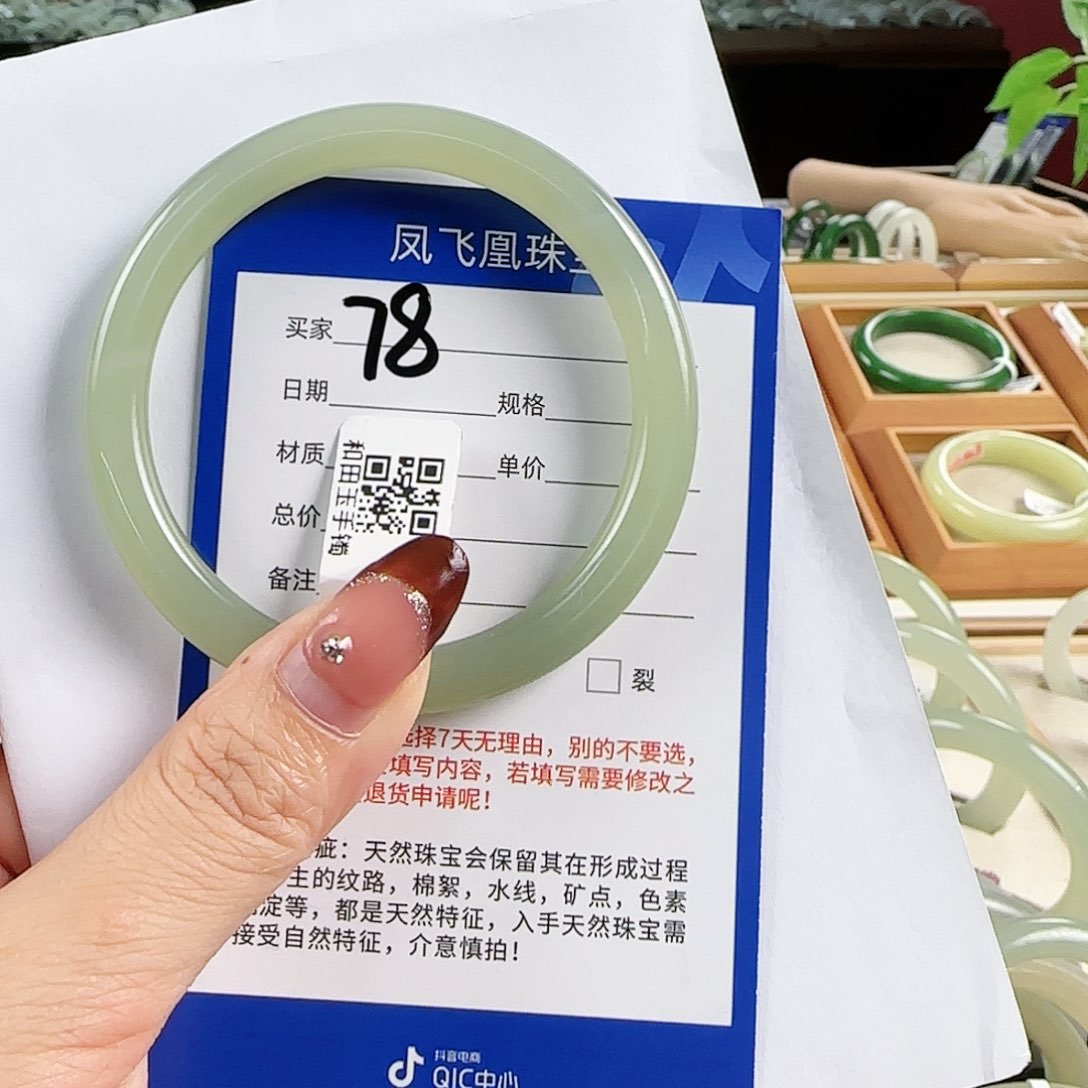 凤飞凰珠
买家 78
日期 规格
材质 单价
和田玉手镯
总价
备注
裂
选择7天无理由，别的不要选，
填写内容，若填写需要修改之
退货申请呢！
疵：天然珠宝会保留其在形成过程
的纹路，棉絮，水线，矿点，色素
淀等，都是天然特征，入手天然珠宝需
接受自然特征，介意慎拍！
抖音电商
QIC中心